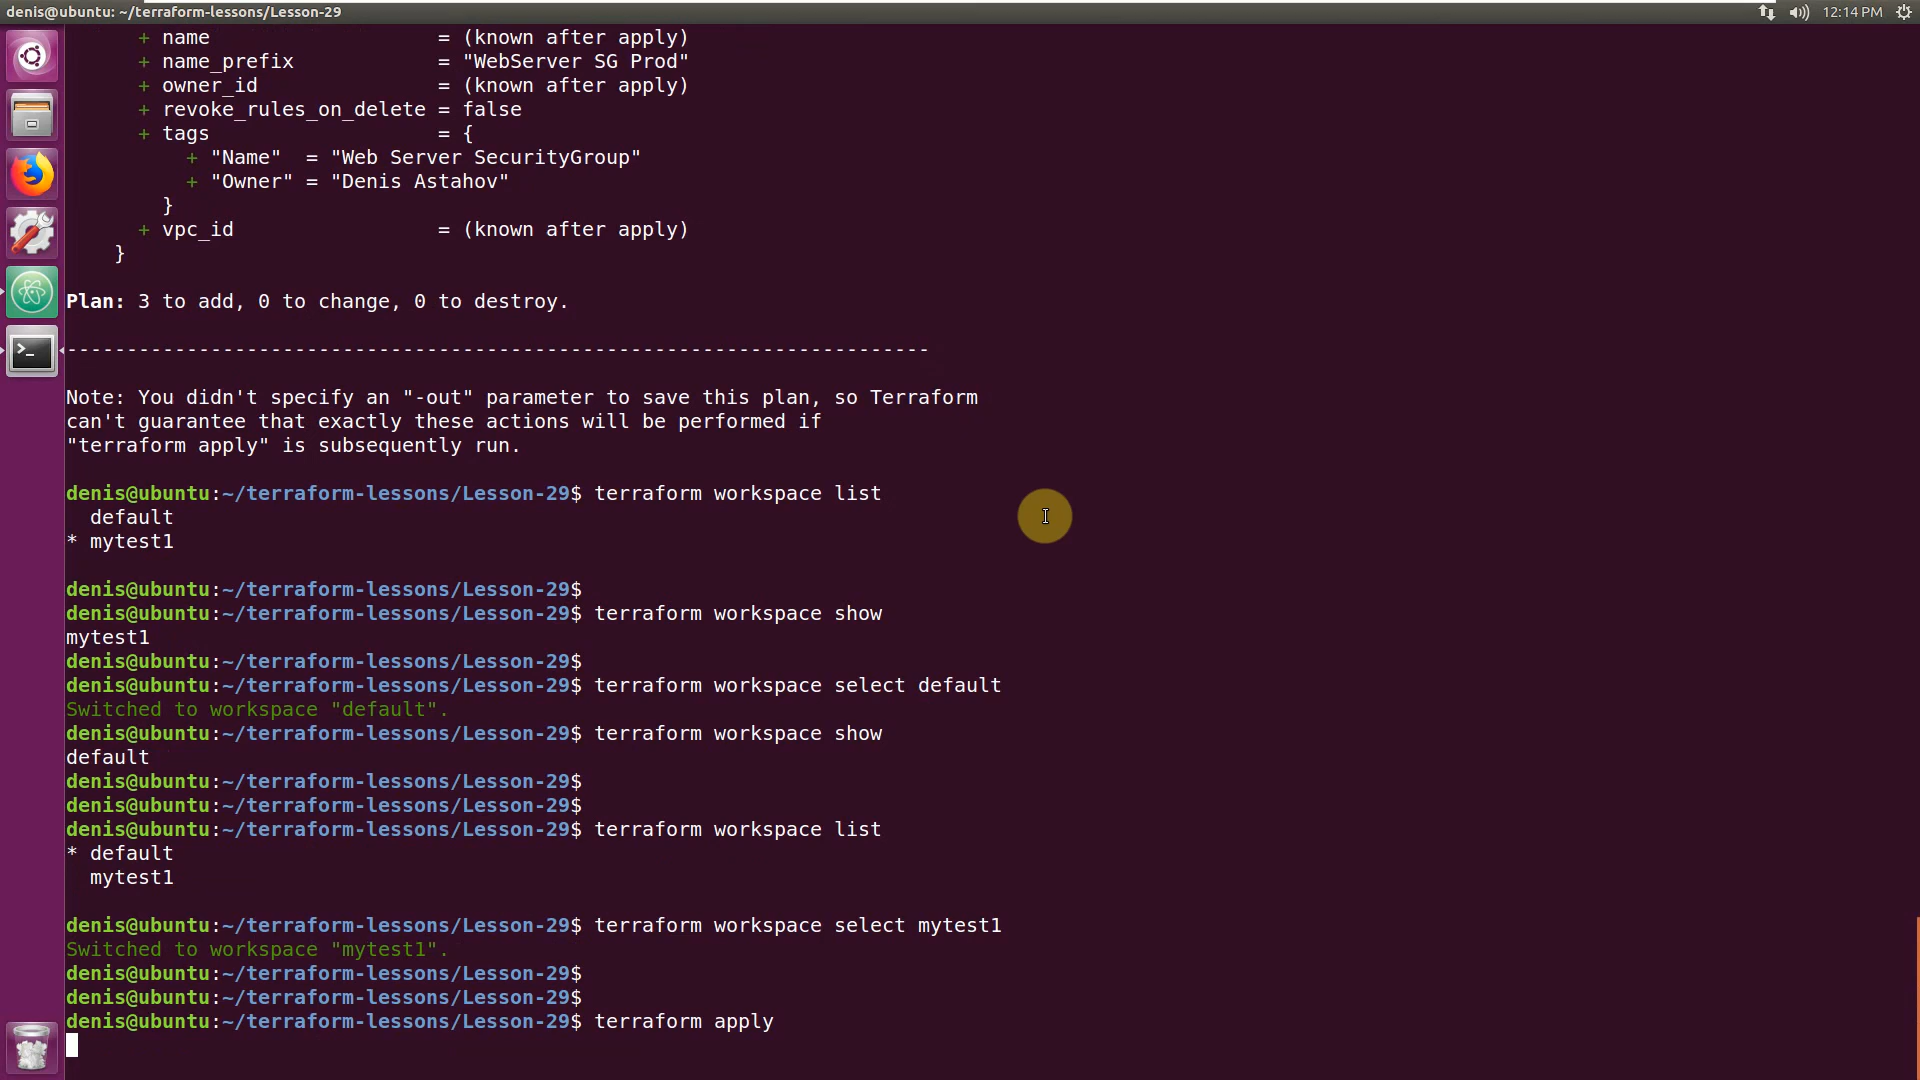 denis@ubuntu: ~/terraform-lessons/Lesson-29
12:14 PM
+ name = (known after apply)
+ name_prefix = "WebServer SG Prod"
+ owner_id = (known after apply)
+ revoke_rules_on_delete = false
+ tags = {
+ "Name" = "Web Server SecurityGroup"
+ "Owner" = "Denis Astahov"
}
+ vpc_id = (known after apply)
}
Plan: 3 to add, 0 to change, 0 to destroy.
------------------------------------------------------------------------
Note: You didn't specify an "-out" parameter to save this plan, so Terraform
can't guarantee that exactly these actions will be performed if
"terraform apply" is subsequently run.
denis@ubuntu:~/terraform-lessons/Lesson-29$ terraform workspace list
default
* mytest1
denis@ubuntu:~/terraform-lessons/Lesson-29$
denis@ubuntu:~/terraform-lessons/Lesson-29$ terraform workspace show
mytest1
denis@ubuntu:~/terraform-lessons/Lesson-29$
denis@ubuntu:~/terraform-lessons/Lesson-29$ terraform workspace select default
Switched to workspace "default".
denis@ubuntu:~/terraform-lessons/Lesson-29$ terraform workspace show
default
denis@ubuntu:~/terraform-lessons/Lesson-29$
denis@ubuntu:~/terraform-lessons/Lesson-29$
denis@ubuntu:~/terraform-lessons/Lesson-29$ terraform workspace list
* default
mytest1
denis@ubuntu:~/terraform-lessons/Lesson-29$ terraform workspace select mytest1
Switched to workspace "mytest1".
denis@ubuntu:~/terraform-lessons/Lesson-29$
denis@ubuntu:~/terraform-lessons/Lesson-29$
denis@ubuntu:~/terraform-lessons/Lesson-29$ terraform apply